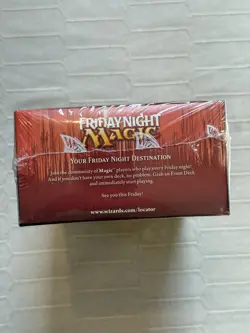 FRIDAY NIGHT
MAGIC
YOUR FRIDAY NIGHT DESTINATION
Join the community of Magic™ players who play every Friday night!
And if you don't have your own deck, no problem. Grab an Event Deck
and immediately start playing.
See you this Friday!
www.wizards.com/locator